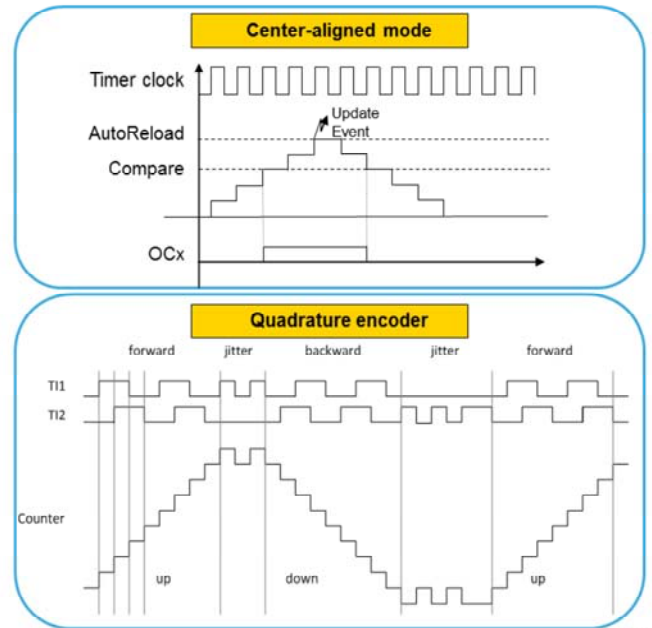 Center-aligned mode
Timer clock
Update
AutoReload
Event
Compare
OCx
Quadrature encoder
forward jitter backward jitter forward
TI1
TI2
Counter
up down up